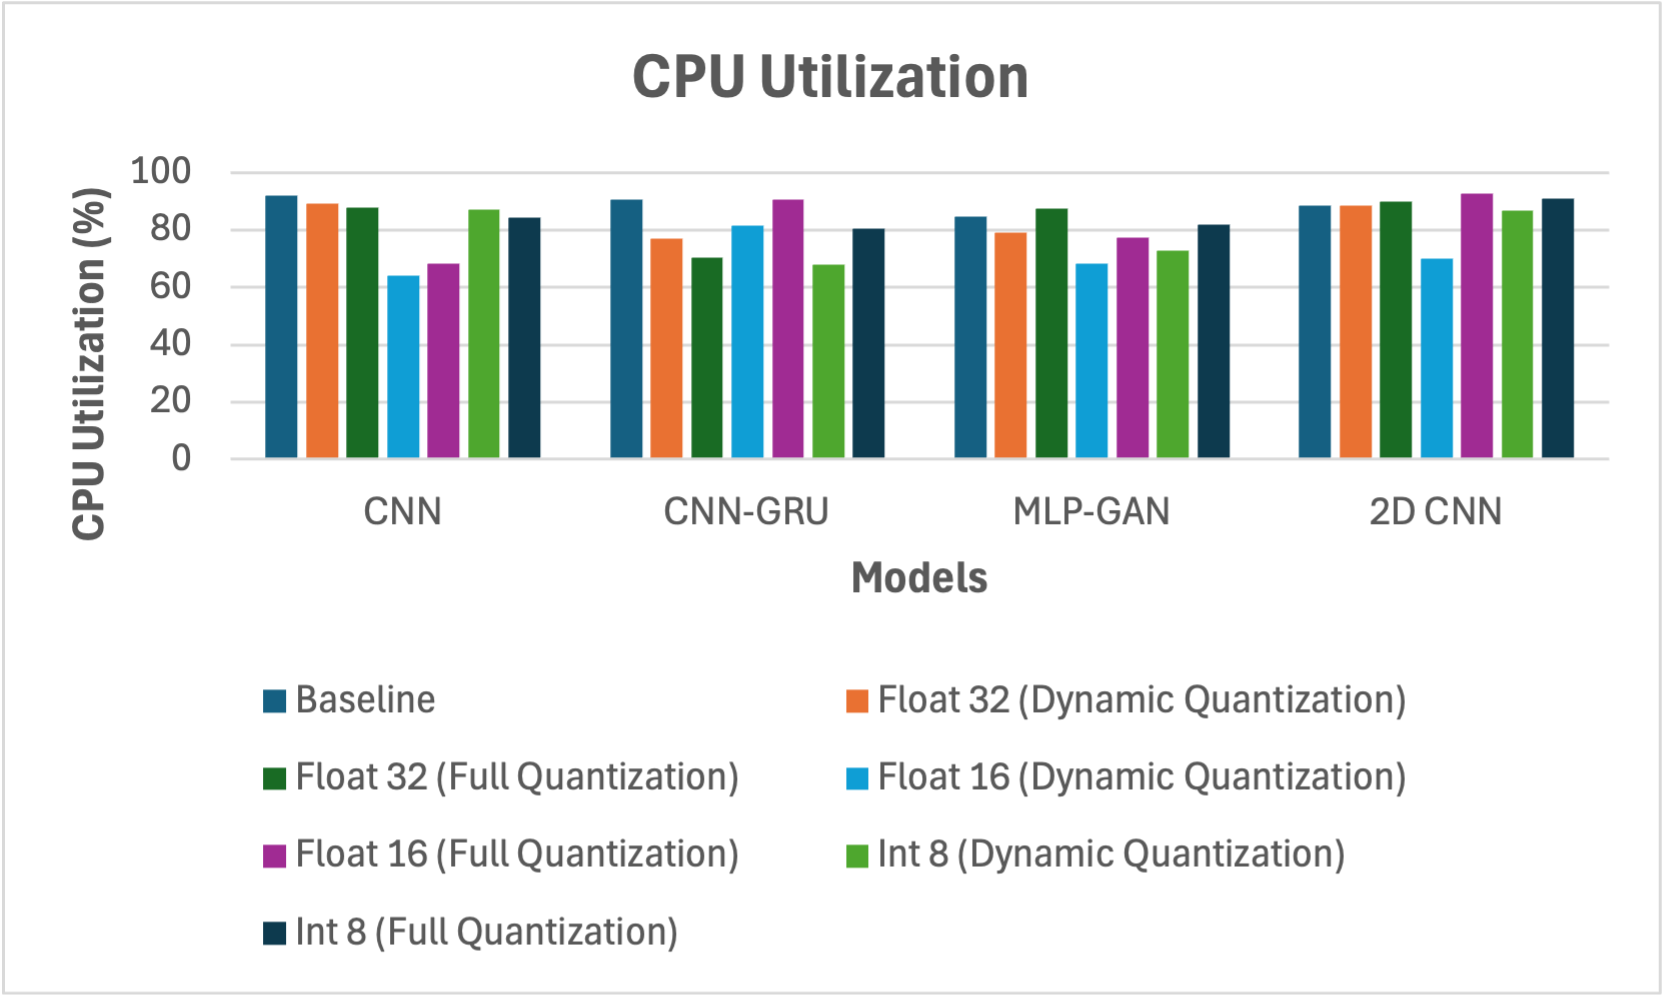 CPU Utilization
CPU Utilization (%)
100
80
60
40
20
0
CNN
CNN-GRU
MLP-GAN
2D CNN
Models
Baseline
Float 32 (Dynamic Quantization)
Float 32 (Full Quantization)
Float 16 (Dynamic Quantization)
Float 16 (Full Quantization)
Int 8 (Dynamic Quantization)
Int 8 (Full Quantization)